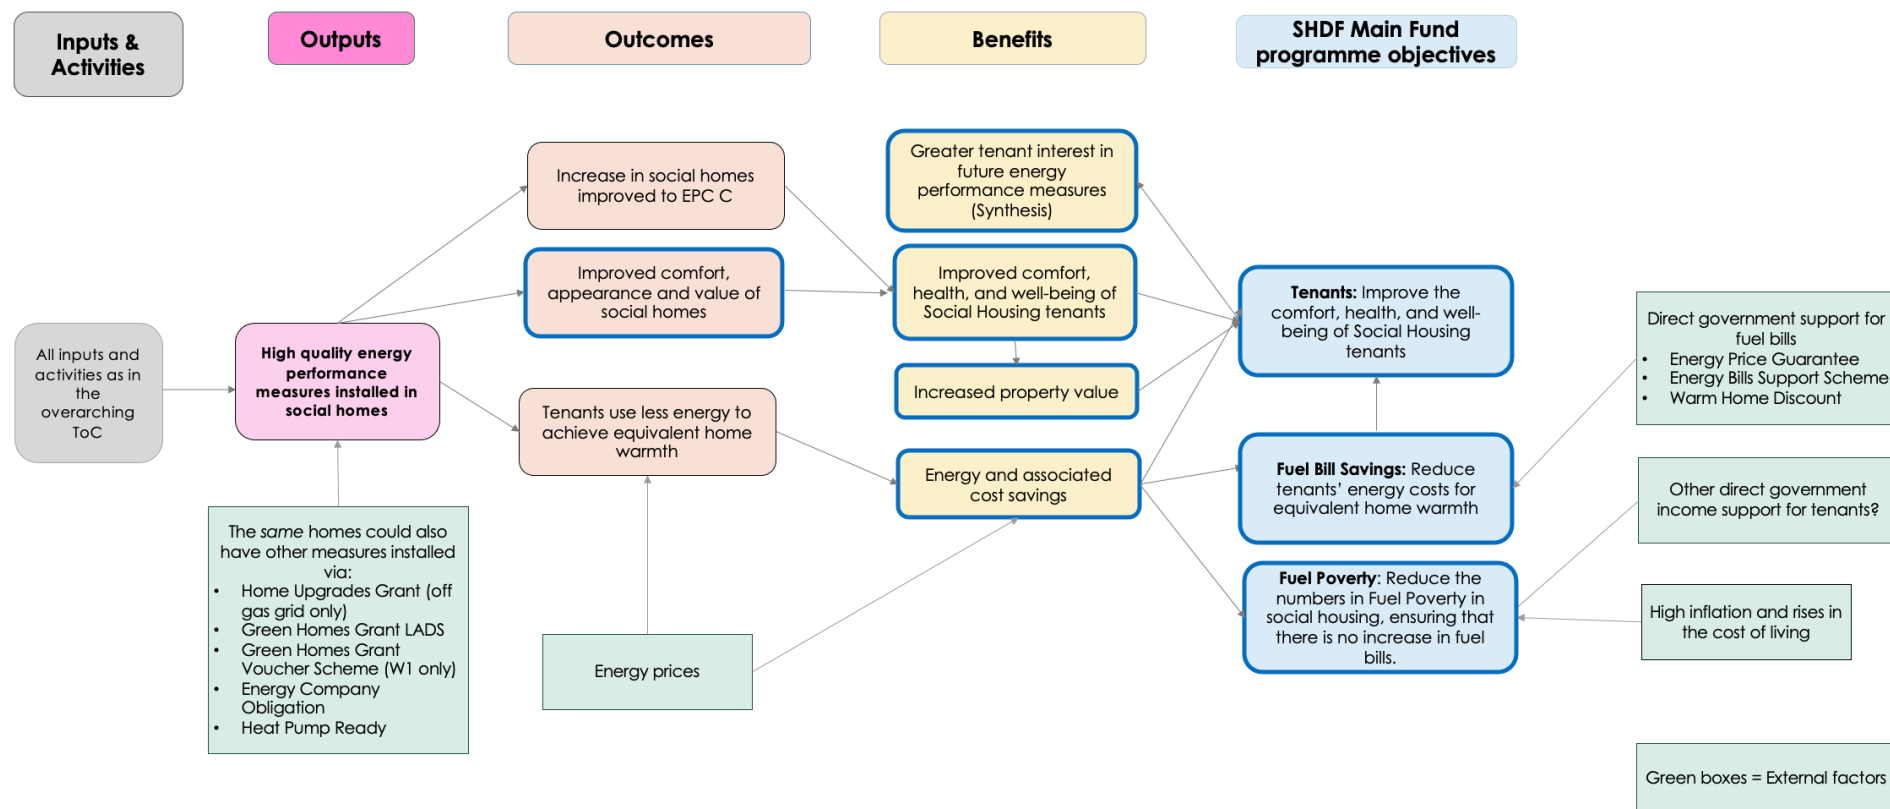 Inputs &
Activities
Outputs
Outcomes
Benefits
SHDF Main Fund
programme objectives
All inputs and
activities as in
the
overarching
ToC
High quality energy
performance
measures installed in
social homes
The same homes could also
have other measures installed
via:
• Home Upgrades Grant (off
gas grid only)
• Green Homes Grant LADS
• Green Homes Grant
Voucher Scheme (W1 only)
• Energy Company
Obligation
• Heat Pump Ready
Increase in social homes
improved to EPC C
Improved comfort,
appearance and value of
social homes
Tenants use less energy to
achieve equivalent home
warmth
Energy prices
Greater tenant interest in
future energy
performance measures
(Synthesis)
Improved comfort,
health, and well-being of
Social Housing tenants
Increased property value
Energy and associated
cost savings
Tenants: Improve the
comfort, health, and well-
being of Social Housing
tenants
Fuel Bill Savings: Reduce
tenants’ energy costs for
equivalent home warmth
Fuel Poverty: Reduce the
numbers in Fuel Poverty in
social housing, ensuring that
there is no increase in fuel
bills.
Direct government support for
fuel bills
• Energy Price Guarantee
• Energy Bills Support Scheme
• Warm Home Discount
Other direct government
income support for tenants?
High inflation and rises in
the cost of living
Green boxes = External factors